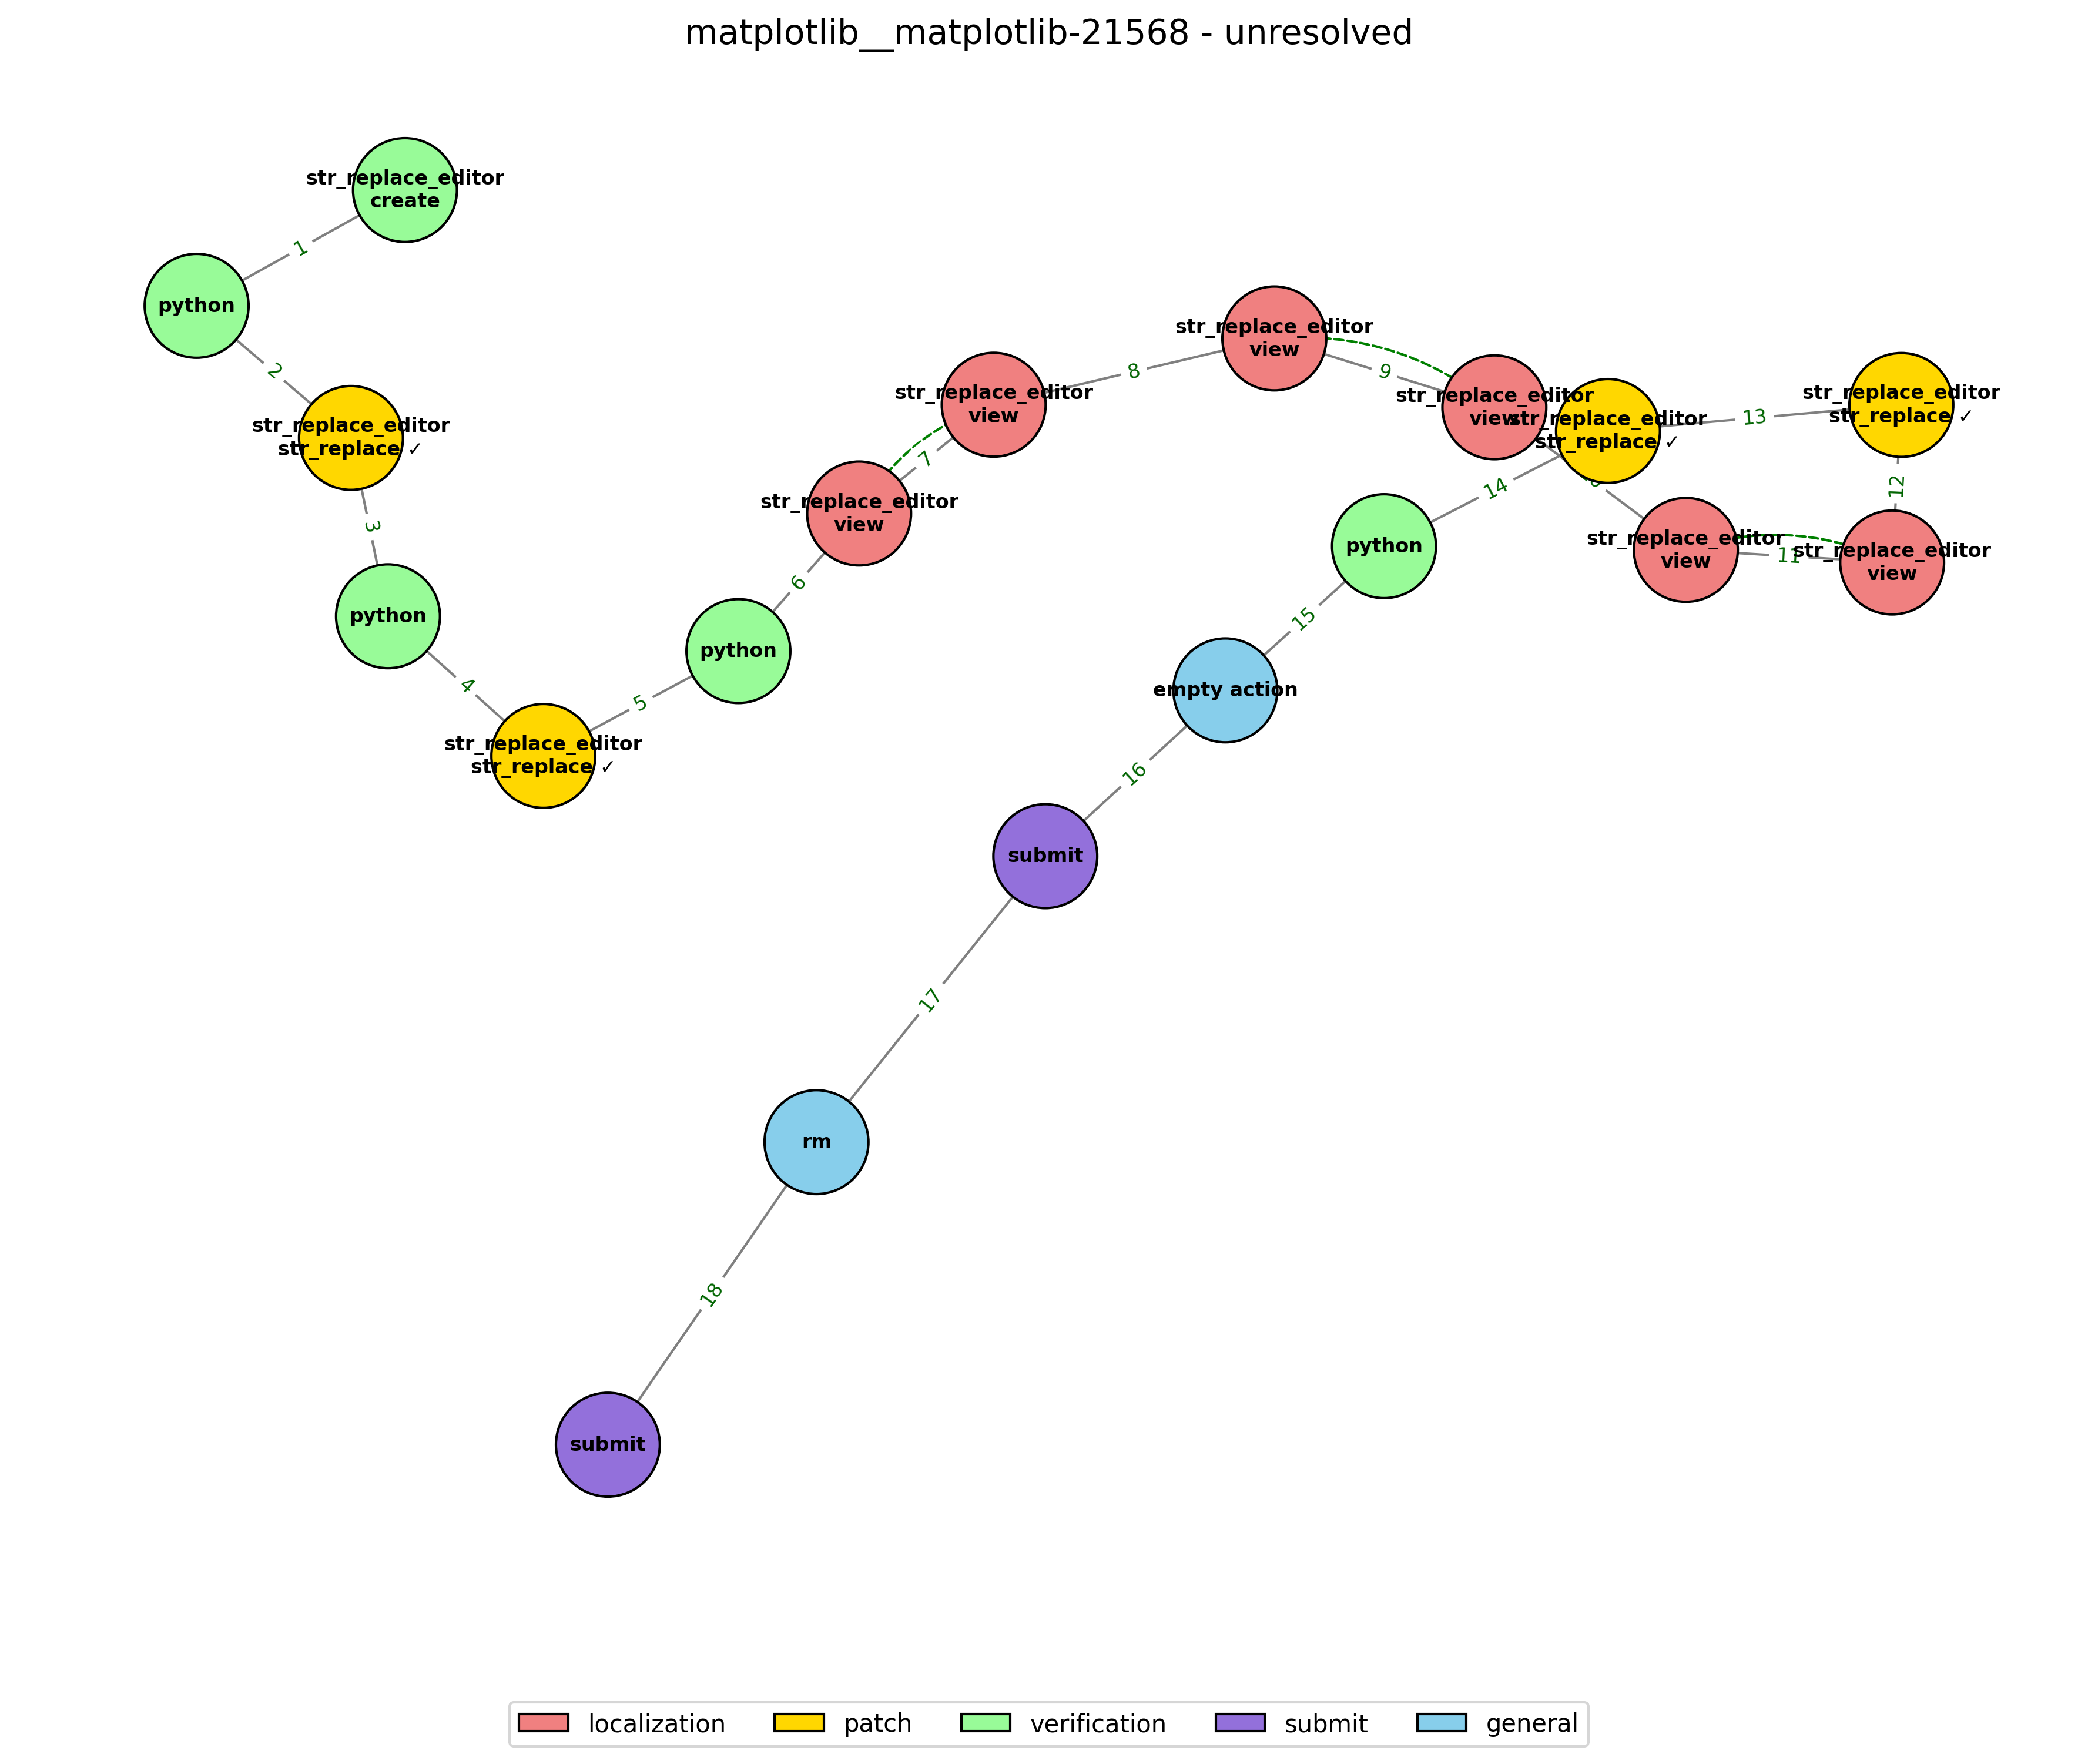 matplotlib__matplotlib-21568 - unresolved
str_replace_editor
create
1
python
2
str_replace_editor
str_replace ✓
3
python
4
str_replace_editor
str_replace ✓
5
python
6
str_replace_editor
view
7
str_replace_editor
view
8
str_replace_editor
view
9
str_replace_editor
view
str_replace_editor
view
11
str_replace_editor
view
12
str_replace_editor
str_replace ✓
13
str_replace_editor
str_replace ✓
14
python
15
empty action
16
submit
17
rm
18
submit
localization
patch
verification
submit
general